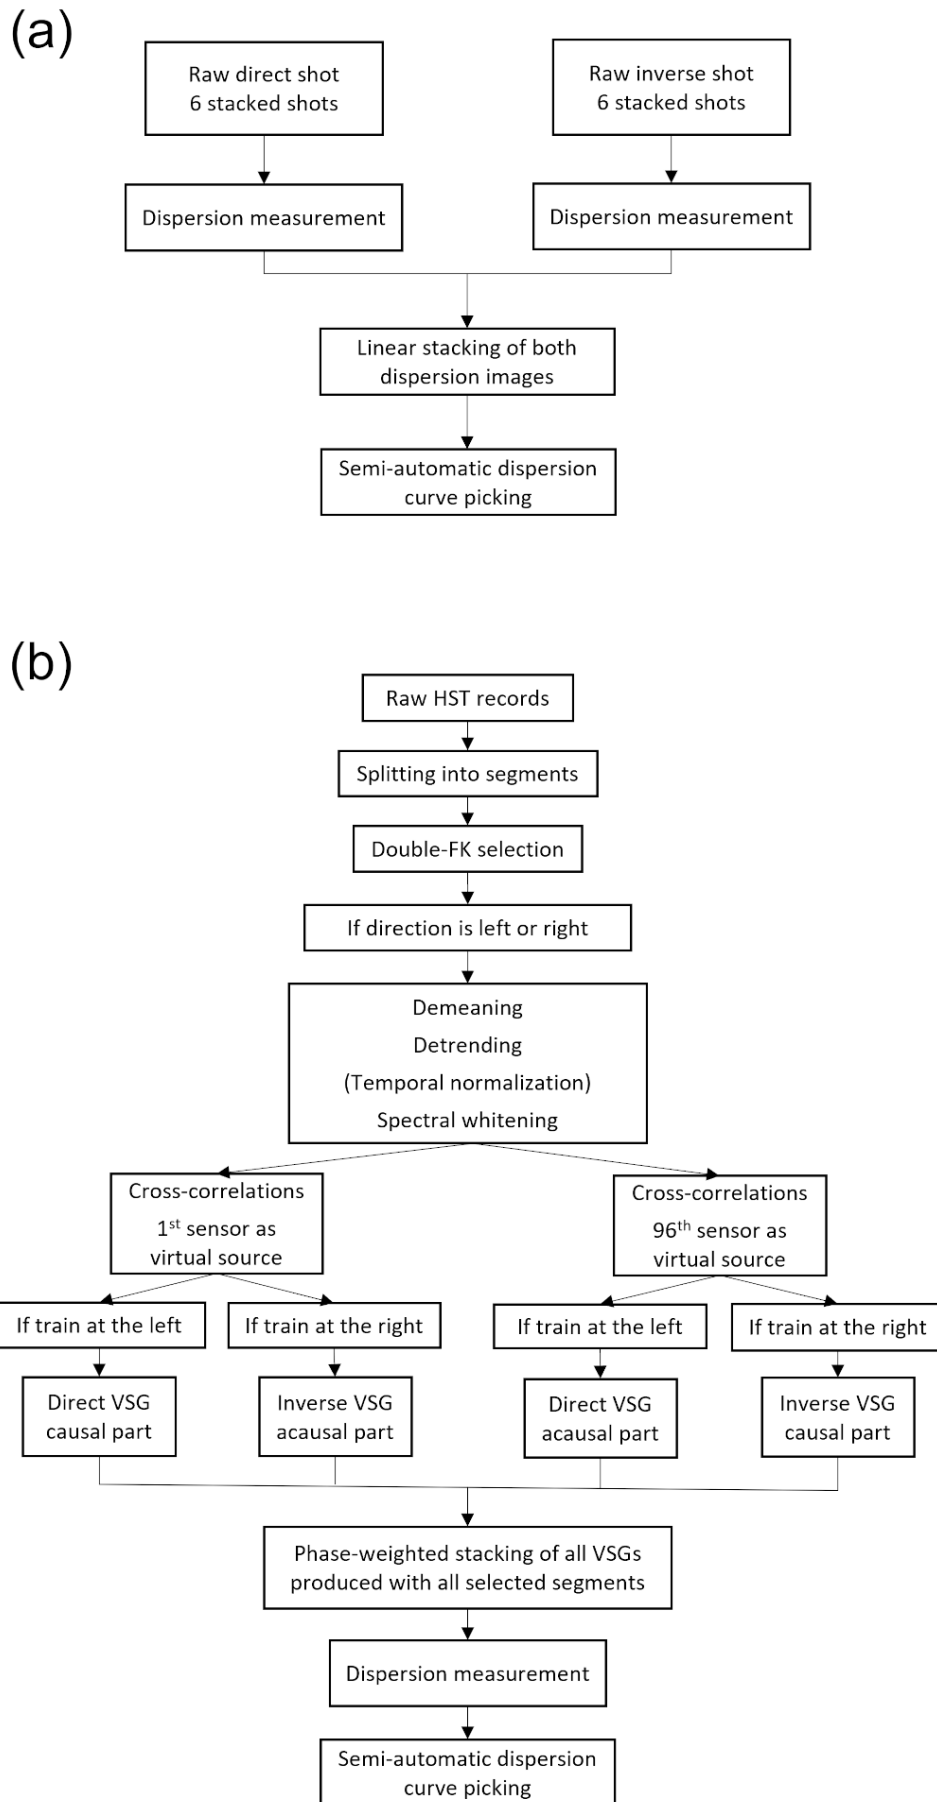 (a)
Raw direct shot
6 stacked shots
Raw inverse shot
6 stacked shots
Dispersion measurement
Dispersion measurement
Linear stacking of both
dispersion images
Semi-automatic dispersion
curve picking
(b)
Raw HST records
Splitting into segments
Double-FK selection
If direction is left or right
Demeaning
Detrending
(Temporal normalization)
Spectral whitening
Cross-correlations
1st sensor as
virtual source
Cross-correlations
96th sensor as
virtual source
If train at the left
If train at the right
If train at the left
If train at the right
Direct VSG
causal part
Inverse VSG
acausal part
Direct VSG
acausal part
Inverse VSG
causal part
Phase-weighted stacking of all VSGs
produced with all selected segments
Dispersion measurement
Semi-automatic dispersion
curve picking